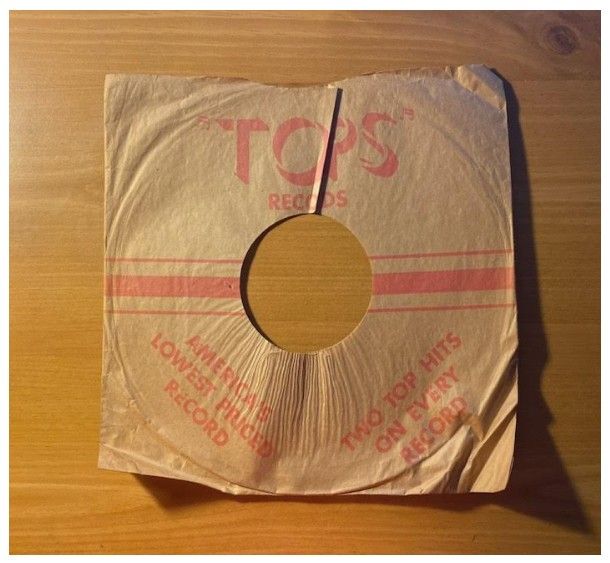 "TOPS"
RECORDS
AMERICA'S
LOWEST PRICED
RECORD
TWO TOP HITS
ON EVERY
RECORD